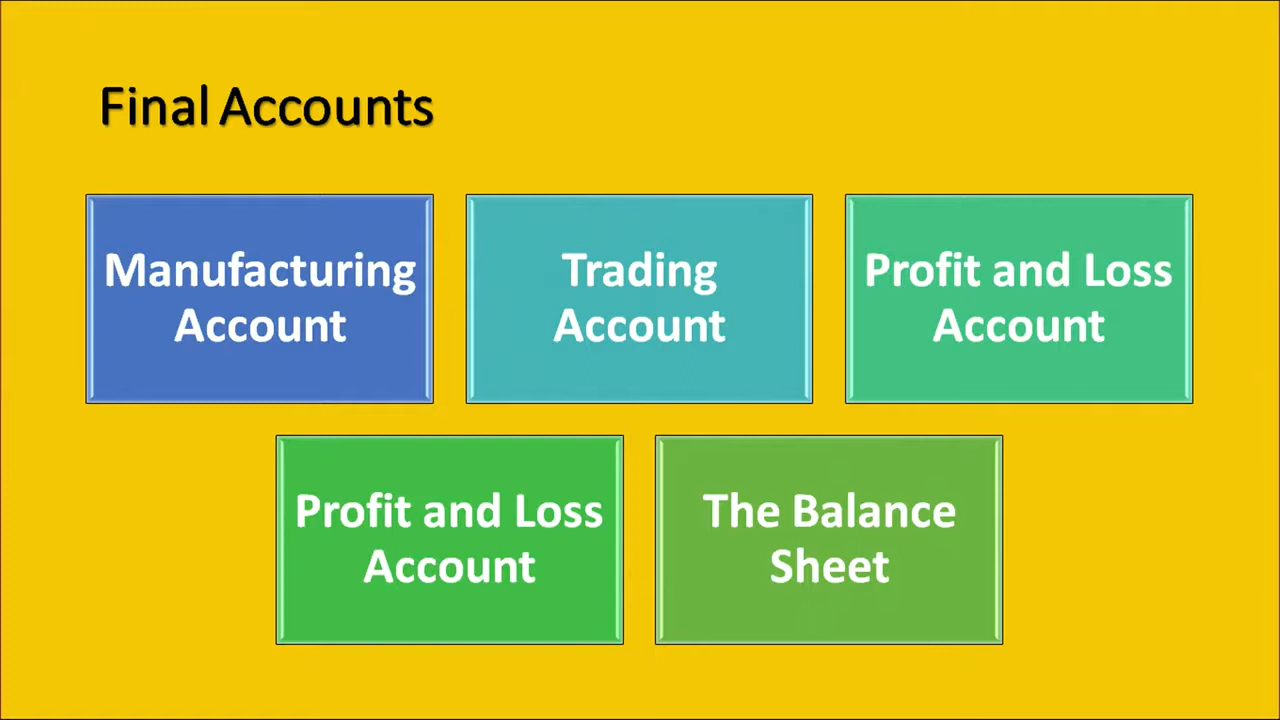 Final Accounts
Manufacturing
Account
Trading
Account
Profit and Loss
Account
Profit and Loss
Account
The Balance
Sheet